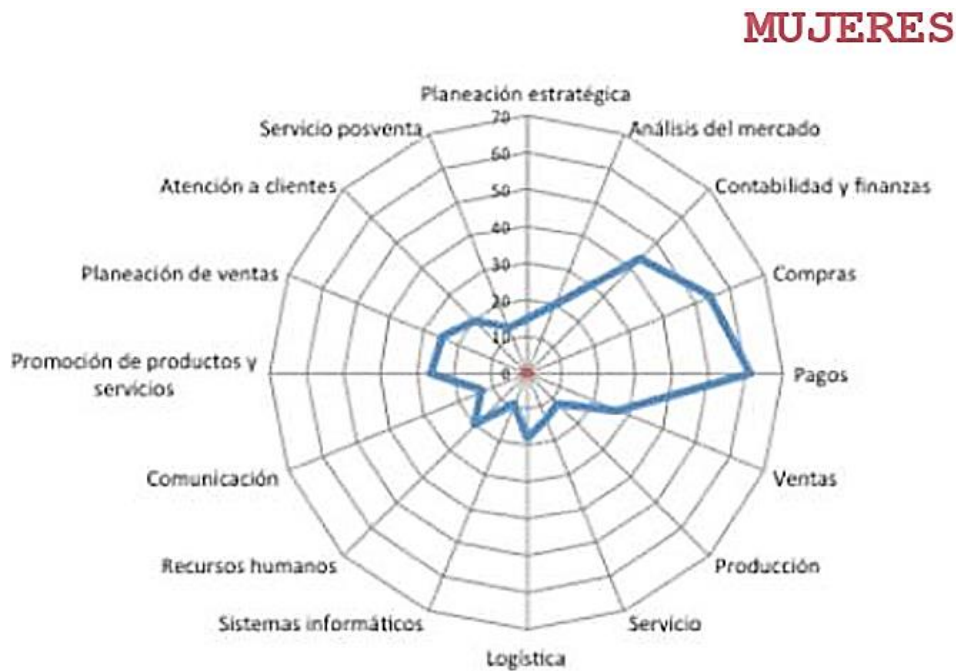 MUJERES
Planeación estratégica
Servicio posventa
Análisis del mercado
Atención a clientes
Contabilidad y finanzas
Planeación de ventas
Compras
Promoción de productos y
servicios
Pagos
Comunicación
Ventas
Recursos humanos
Producción
Sistemas informáticos
Servicio
Logística
70
60
50
40
30
20
10
0